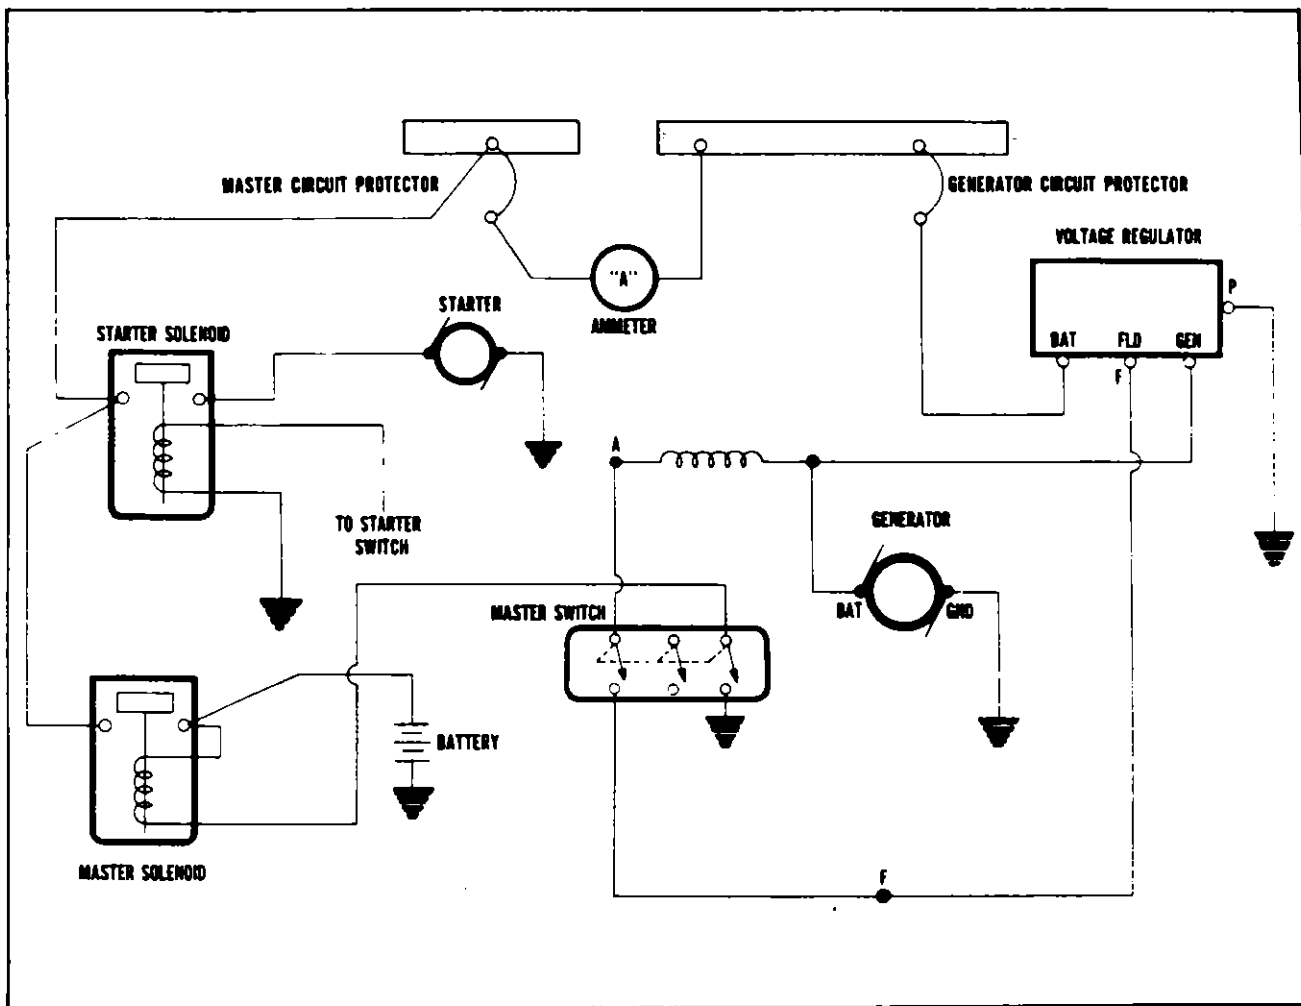 MASTER CIRCUIT PROTECTOR
GENERATOR CIRCUIT PROTECTOR
VOLTAGE REGULATOR
"A"
AMMETER
P
BAT FLD GEN
F
STARTER
STARTER SOLENOID
A
TO STARTER
SWITCH
GENERATOR
BAT GND
MASTER SWITCH
BATTERY
MASTER SOLENOID
F